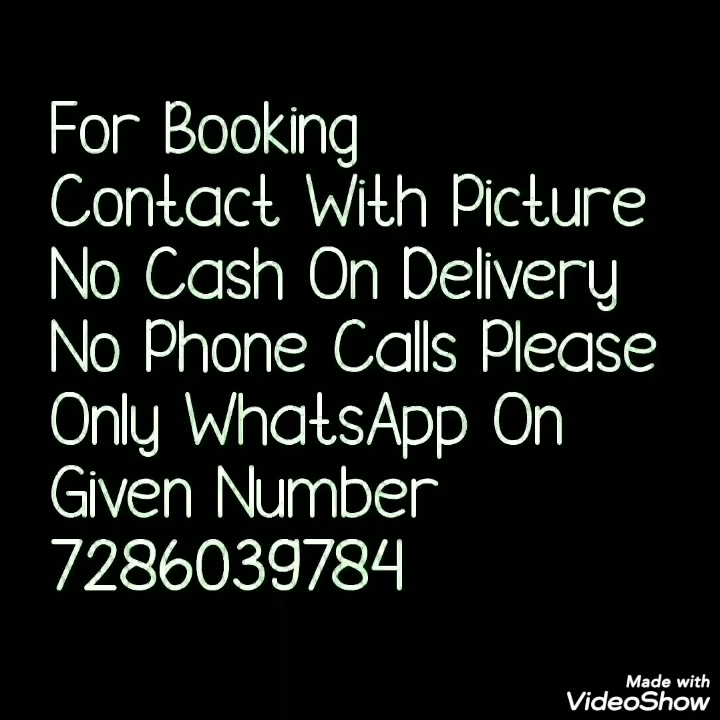 For Booking
Contact With Picture
No Cash On Delivery
No Phone Calls Please
Only WhatsApp On
Given Number
7286039784
Made with
VideoShow